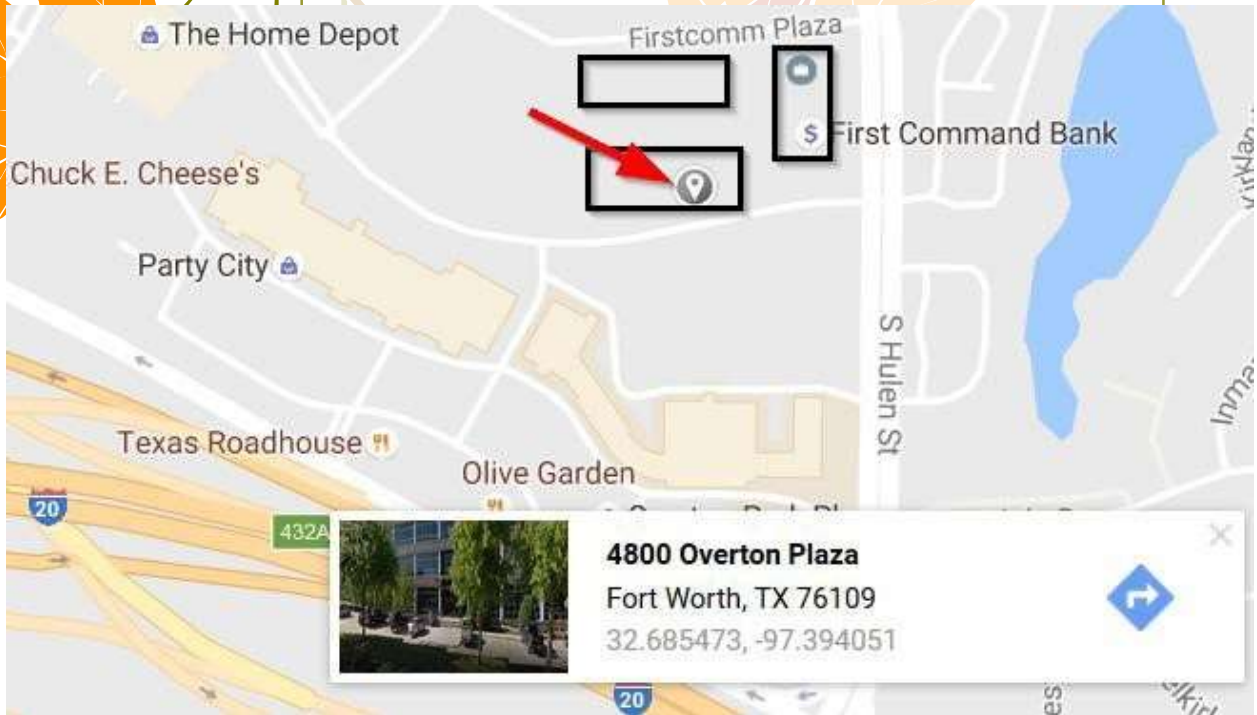 The Home Depot
Firstcomm Plaza
$ First Command Bank
Chuck E. Cheese's
Party City
S Hulen St
Texas Roadhouse
Olive Garden
20
432A
4800 Overton Plaza
Fort Worth, TX 76109
32.685473, -97.394051
20